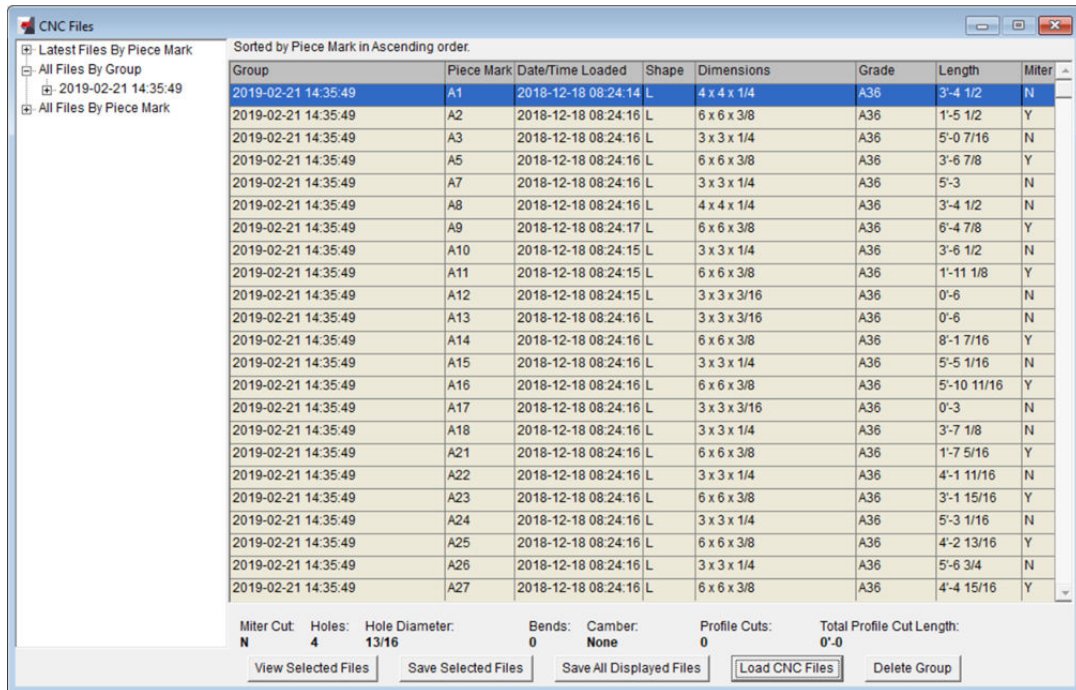 CNC Files
Latest Files By Piece Mark
All Files By Group
2019-02-21 14:35:49
All Files By Piece Mark
Sorted by Piece Mark in Ascending order.
Group Piece Mark Date/Time Loaded Shape Dimensions Grade Length Miter
2019-02-21 14:35:49 A1 2018-12-18 08:24:14 L 4 x 4 x 1/4 A36 3'-4 1/2 N
2019-02-21 14:35:49 A2 2018-12-18 08:24:16 L 6 x 6 x 3/8 A36 1'-5 1/2 Y
2019-02-21 14:35:49 A3 2018-12-18 08:24:16 L 3 x 3 x 1/4 A36 5'-0 7/16 N
2019-02-21 14:35:49 A5 2018-12-18 08:24:16 L 6 x 6 x 3/8 A36 3'-6 7/8 Y
2019-02-21 14:35:49 A7 2018-12-18 08:24:16 L 3 x 3 x 1/4 A36 5'-3 N
2019-02-21 14:35:49 A8 2018-12-18 08:24:16 L 4 x 4 x 1/4 A36 3'-4 1/2 N
2019-02-21 14:35:49 A9 2018-12-18 08:24:17 L 6 x 6 x 3/8 A36 6'-4 7/8 Y
2019-02-21 14:35:49 A10 2018-12-18 08:24:15 L 3 x 3 x 1/4 A36 3'-6 1/2 N
2019-02-21 14:35:49 A11 2018-12-18 08:24:15 L 6 x 6 x 3/8 A36 1'-11 1/8 Y
2019-02-21 14:35:49 A12 2018-12-18 08:24:15 L 3 x 3 x 3/16 A36 0'-6 N
2019-02-21 14:35:49 A13 2018-12-18 08:24:16 L 3 x 3 x 3/16 A36 0'-6 N
2019-02-21 14:35:49 A14 2018-12-18 08:24:16 L 6 x 6 x 3/8 A36 8'-1 7/16 Y
2019-02-21 14:35:49 A15 2018-12-18 08:24:16 L 3 x 3 x 1/4 A36 5'-5 1/16 N
2019-02-21 14:35:49 A16 2018-12-18 08:24:16 L 6 x 6 x 3/8 A36 5'-10 11/16 Y
2019-02-21 14:35:49 A17 2018-12-18 08:24:16 L 3 x 3 x 3/16 A36 0'-3 N
2019-02-21 14:35:49 A18 2018-12-18 08:24:16 L 3 x 3 x 1/4 A36 3'-7 1/8 N
2019-02-21 14:35:49 A21 2018-12-18 08:24:16 L 6 x 6 x 3/8 A36 1'-7 5/16 Y
2019-02-21 14:35:49 A22 2018-12-18 08:24:16 L 3 x 3 x 1/4 A36 4'-1 11/16 N
2019-02-21 14:35:49 A23 2018-12-18 08:24:16 L 6 x 6 x 3/8 A36 3'-1 15/16 Y
2019-02-21 14:35:49 A24 2018-12-18 08:24:16 L 3 x 3 x 1/4 A36 5'-3 1/16 N
2019-02-21 14:35:49 A25 2018-12-18 08:24:16 L 6 x 6 x 3/8 A36 4'-2 13/16 Y
2019-02-21 14:35:49 A26 2018-12-18 08:24:16 L 3 x 3 x 1/4 A36 5'-6 3/4 N
2019-02-21 14:35:49 A27 2018-12-18 08:24:16 L 6 x 6 x 3/8 A36 4'-4 15/16 Y
Miter Cut: Holes: Hole Diameter: Bends: Camber: Profile Cuts: Total Profile Cut Length:
N 4 13/16 0 None 0 0'-0
View Selected Files Save Selected Files Save All Displayed Files Load CNC Files Delete Group